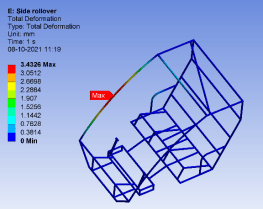 E: Side rollover
Total Deformation
Type: Total Deformation
Unit: mm
Time: 1 s
08-10-2021 11:19
3.4326 Max
3.0512
2.6698
2.2884
1.907
1.5256
1.1442
0.7628
0.3814
0 Min
Max